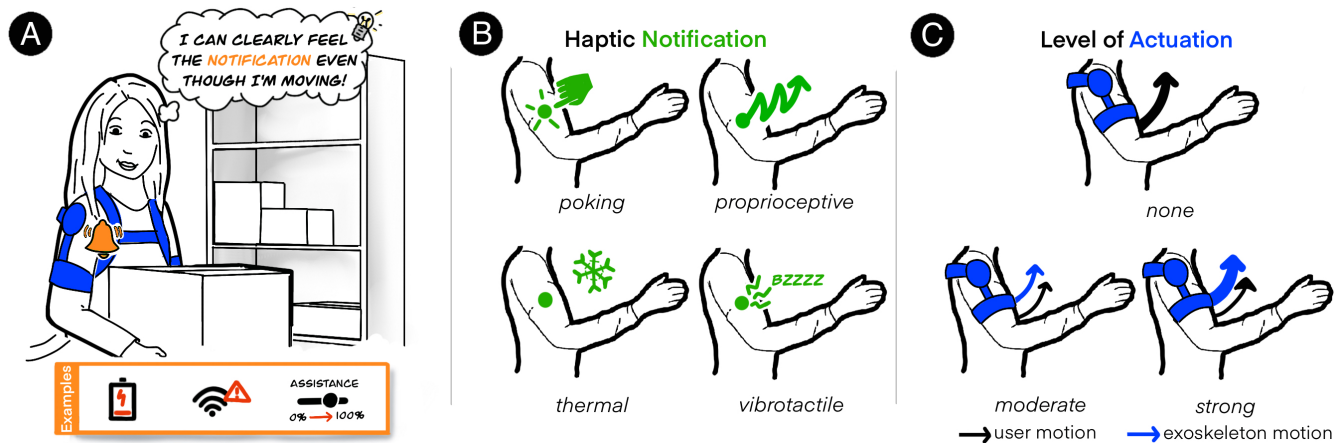 A
I CAN CLEARLY FEEL
THE NOTIFICATION EVEN
THOUGH I'M MOVING!
Examples
ASSISTANCE
0% → 100%
B
Haptic Notification
poking
proprioceptive
thermal
BZZZZ
vibrotactile
C
Level of Actuation
none
moderate
strong
user motion
exoskeleton motion